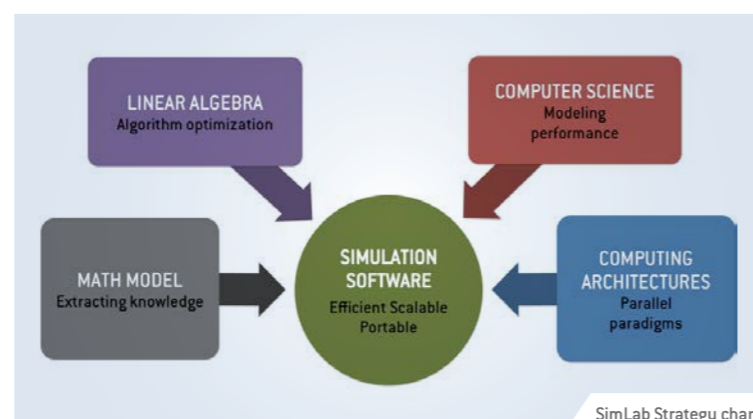 LINEAR ALGEBRA
Algorithm optimization
COMPUTER SCIENCE
Modeling
performance
MATH MODEL
Extracting knowledge
SIMULATION
SOFTWARE
Efficient Scalable
Portable
COMPUTING
ARCHITECTURES
Parallel
paradigms
SimLab Strategy char